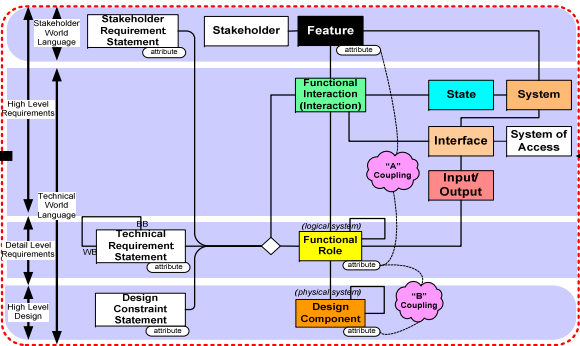 Stakeholder
World
Language
Stakeholder
Requirement
Statement
attribute
Stakeholder
Feature
attribute
High Level
Requirements
Functional
Interaction
(Interaction)
State
System
Interface
System of
Access
"A"
Coupling
Input/
Output
Technical
World
Language
BB
WB
Technical
Requirement
Statement
attribute
(logical system)
Functional
Role
attribute
Detail Level
Requirements
High Level
Design
Design
Constraint
Statement
attribute
(physical system)
Design
Component
attribute
"B"
Coupling